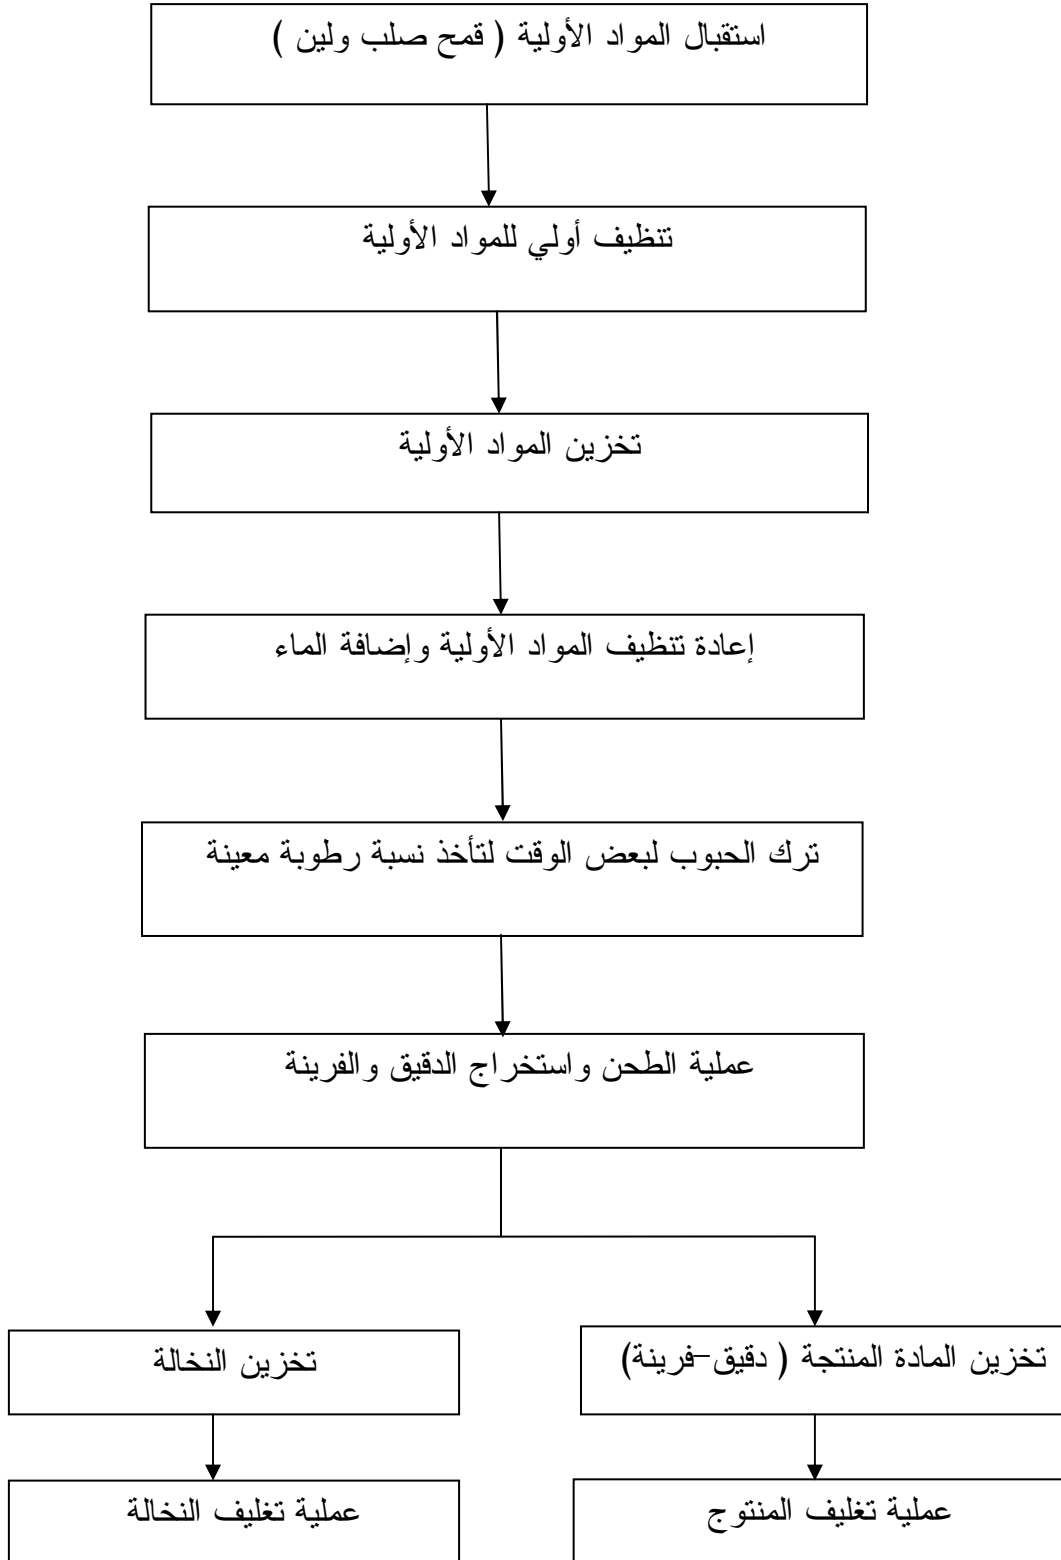 استقبال المواد الأولية ( قمح صلب ولين )
تنظيف أولي للمواد الأولية
تخزين المواد الأولية
إعادة تنظيف المواد الأولية وإضافة الماء
ترك الحبوب لبعض الوقت لتأخذ نسبة رطوبة معينة
عملية الطحن واستخراج الدقيق والفرينة
تخزين المادة المنتجة ( دقيق-فرينة)
تخزين النخالة
عملية تغليف المنتوج
عملية تغليف النخالة